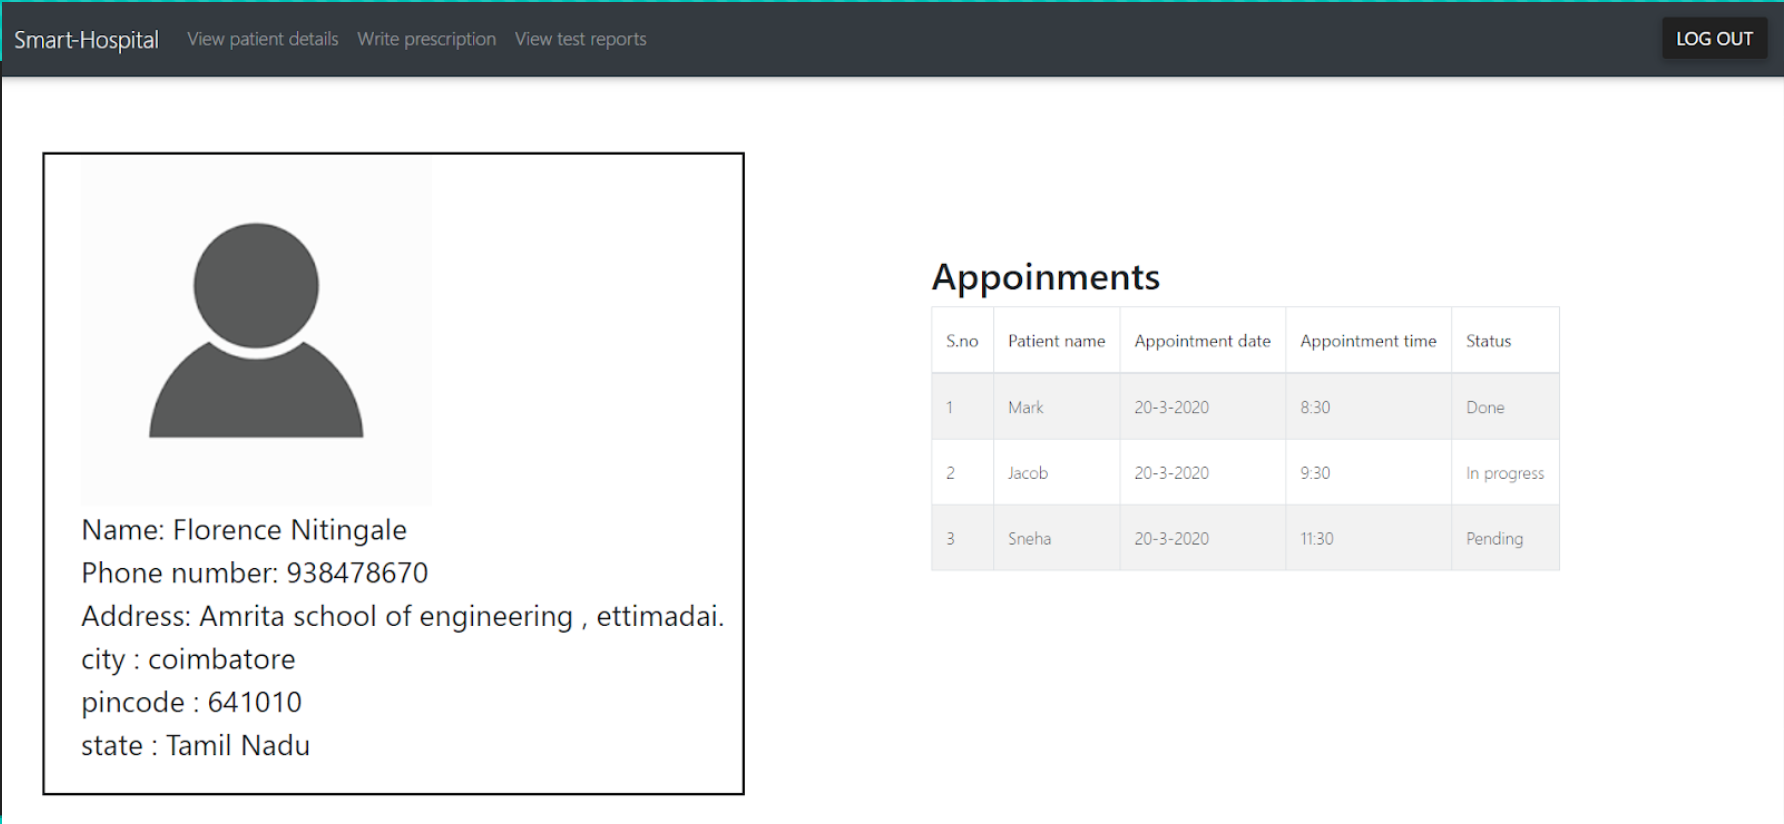 Smart-Hospital View patient details Write prescription View test reports LOG OUT
Name: Florence Nitingale
Phone number: 938478670
Address: Amrita school of engineering , ettimadai.
city : coimbatore
pincode : 641010
state : Tamil Nadu
Appoinments
S.no Patient name Appointment date Appointment time Status
1 Mark 20-3-2020 8:30 Done
2 Jacob 20-3-2020 9:30 In progress
3 Sneha 20-3-2020 11:30 Pending